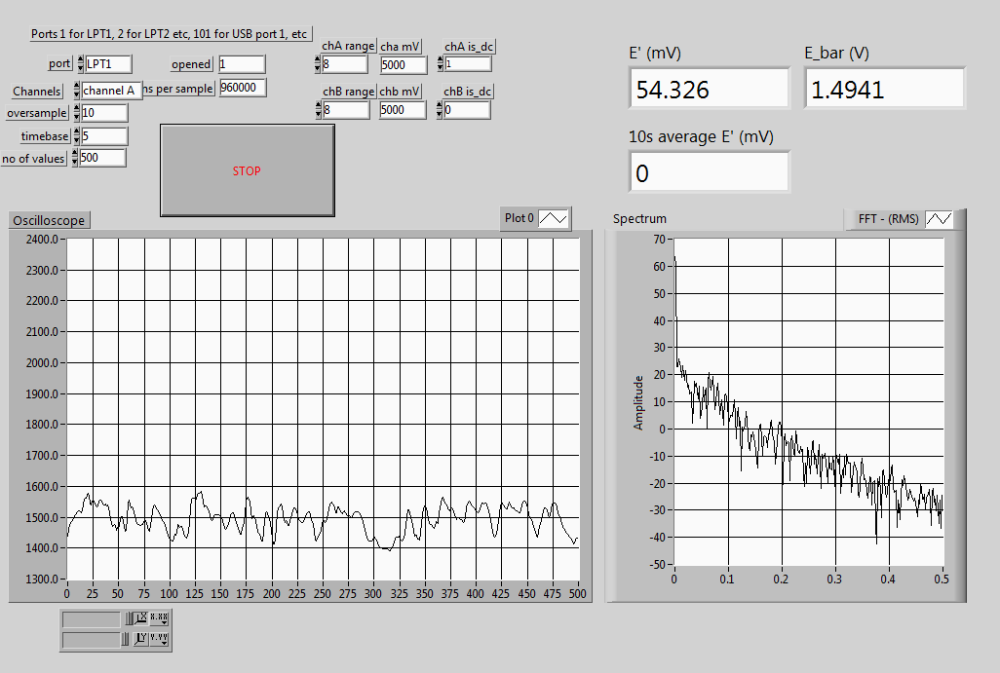 Ports 1 for LPT1, 2 for LPT2 etc, 101 for USB port 1, etc
port LPT1 opened 1
Channels channel A ns per sample 960000
oversample 10
timebase 5
no of values 500
STOP
chA range cha mV chA is_dc
8 5000 1
chB range chb mV chB is_dc
8 5000 0
E' (mV) E_bar (V)
54.326 1.4941
10s average E' (mV)
0
Oscilloscope Plot 0
2400.0
2300.0
2200.0
2100.0
2000.0
1900.0
1800.0
1700.0
1600.0
1500.0
1400.0
1300.0
0 25 50 75 100 125 150 175 200 225 250 275 300 325 350 375 400 425 450 475 500
Spectrum FFT - (RMS)
Amplitude
70
60
50
40
30
20
10
0
-10
-20
-30
-40
-50
0 0.1 0.2 0.3 0.4 0.5
X X.XX
Y Y.YY